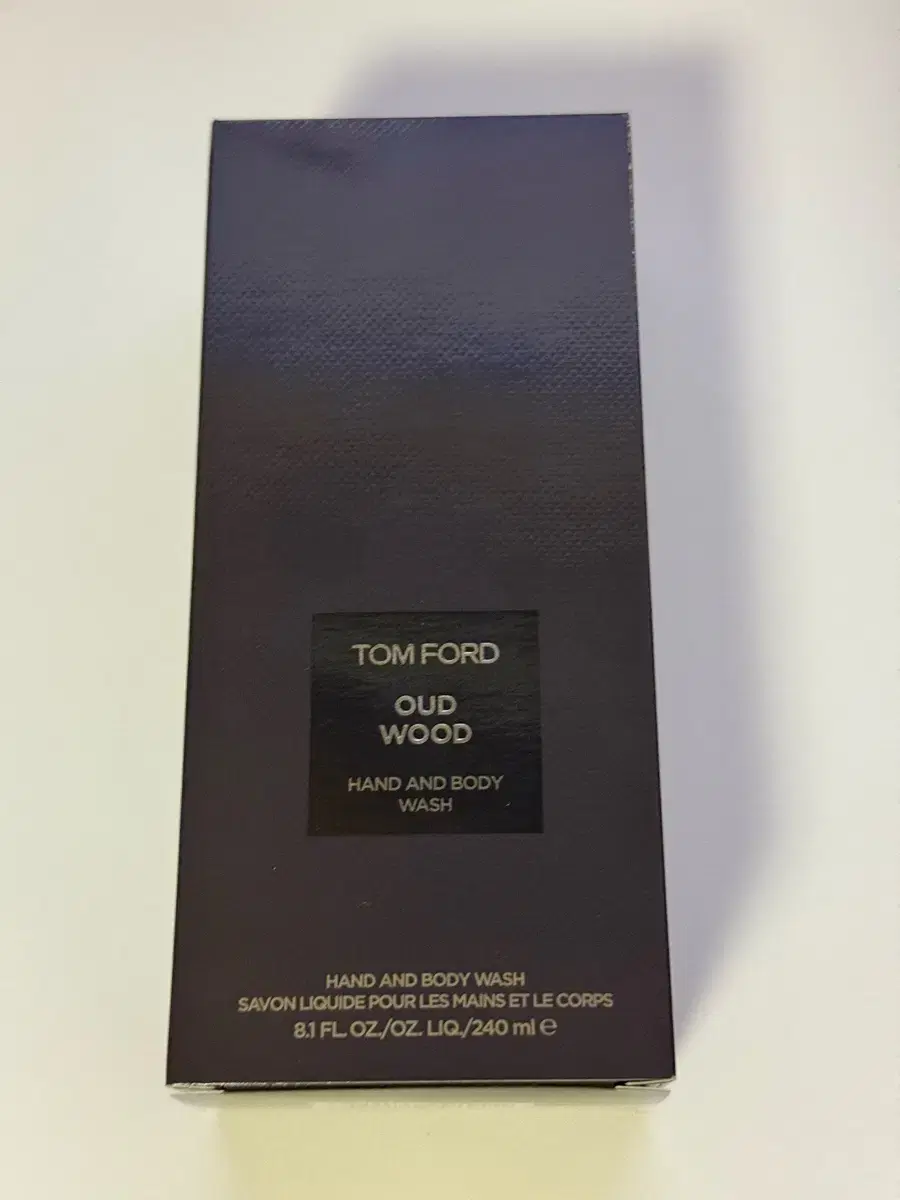 TOM FORD
OUD
WOOD
HAND AND BODY
WASH
HAND AND BODY WASH
SAVON LIQUIDE POUR LES MAINS ET LE CORPS
8.1 FL. OZ./OZ. LIQ./240 ml ℮